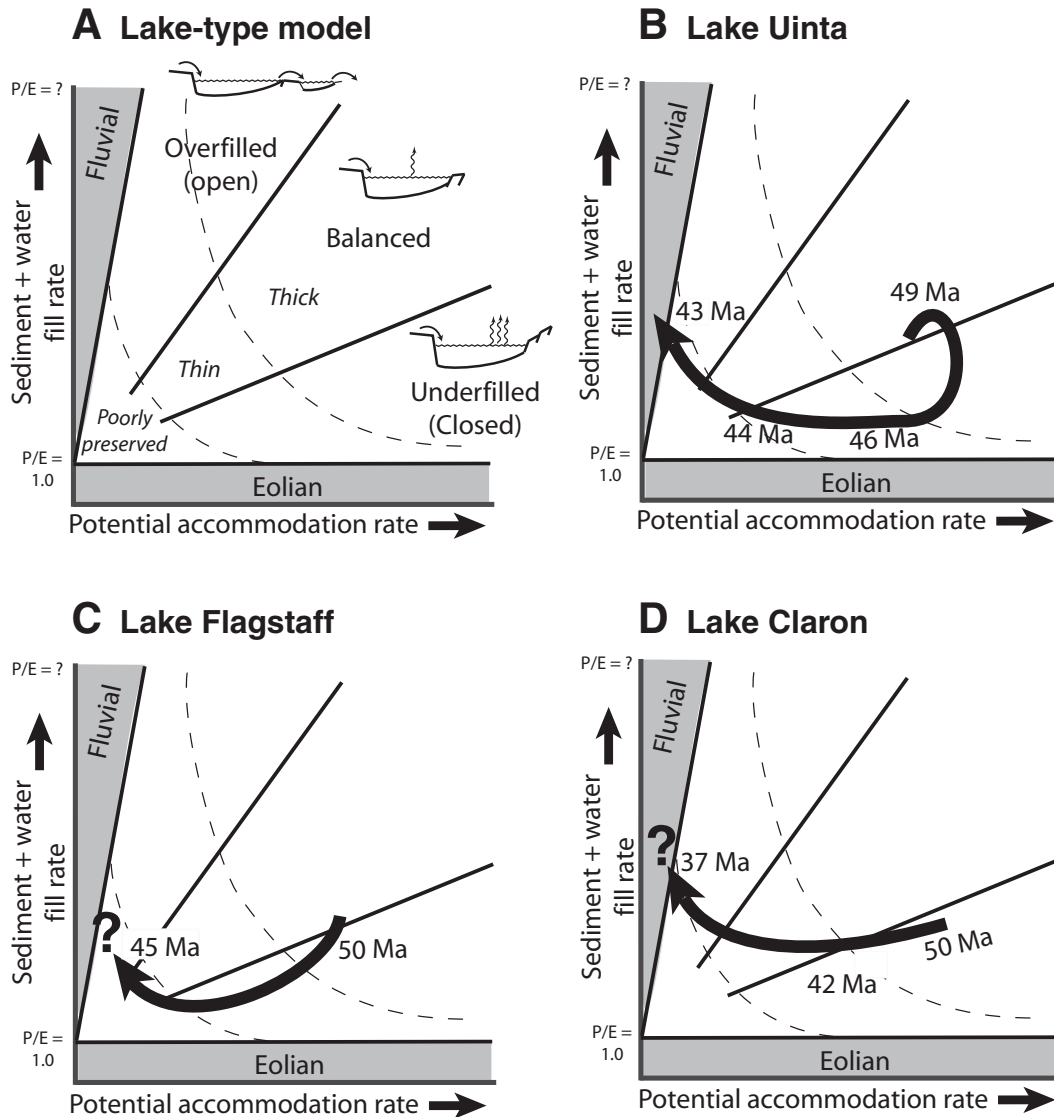 A Lake-type model
P/E = ?
Fluvial
Overfilled
(open)
Balanced
Thick
Thin
Underfilled
(Closed)
Poorly
preserved
Sediment + water
fill rate
P/E =
1.0
Eolian
Potential accommodation rate
B Lake Uinta
P/E = ?
Fluvial
49 Ma
43 Ma
44 Ma
46 Ma
Sediment + water
fill rate
P/E =
1.0
Eolian
Potential accommodation rate
C Lake Flagstaff
P/E = ?
Fluvial
?
45 Ma
50 Ma
Sediment + water
fill rate
P/E =
1.0
Eolian
Potential accommodation rate
D Lake Claron
P/E = ?
Fluvial
?
37 Ma
50 Ma
42 Ma
Sediment + water
fill rate
P/E =
1.0
Eolian
Potential accommodation rate